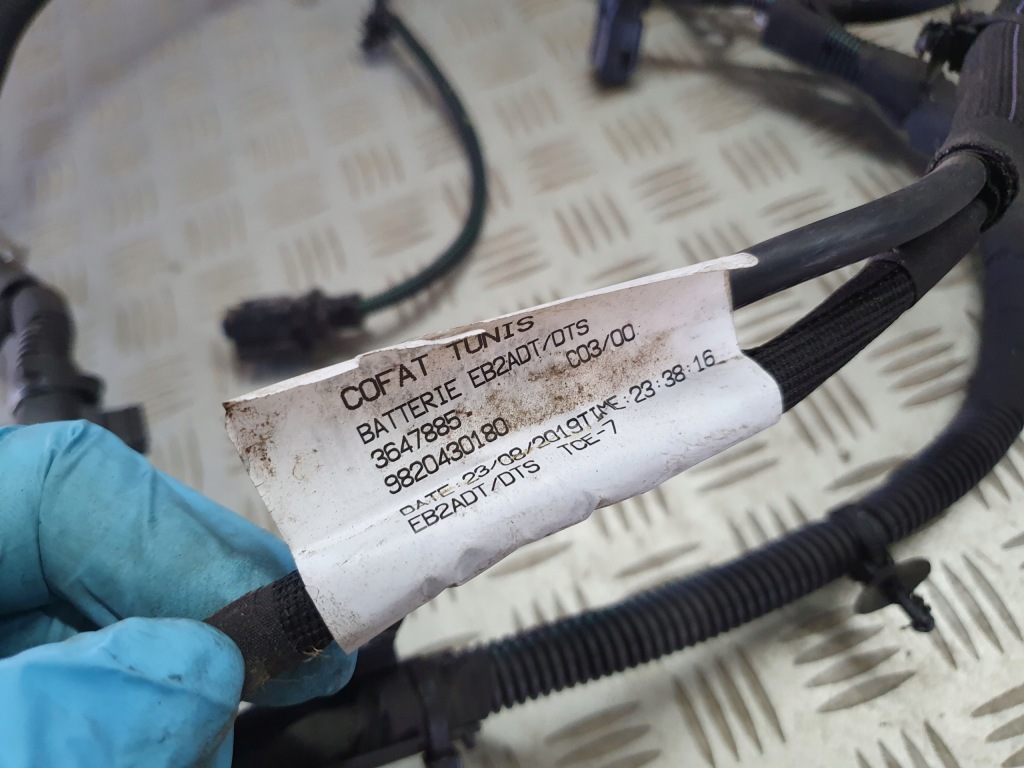 COFAT TUNIS
BATTERIE EB2ADT/DTS
3647885- C03/00
9820430180
DATE:23/08/2019TIME:23:38:16
EB2ADT/DTS TOE-7